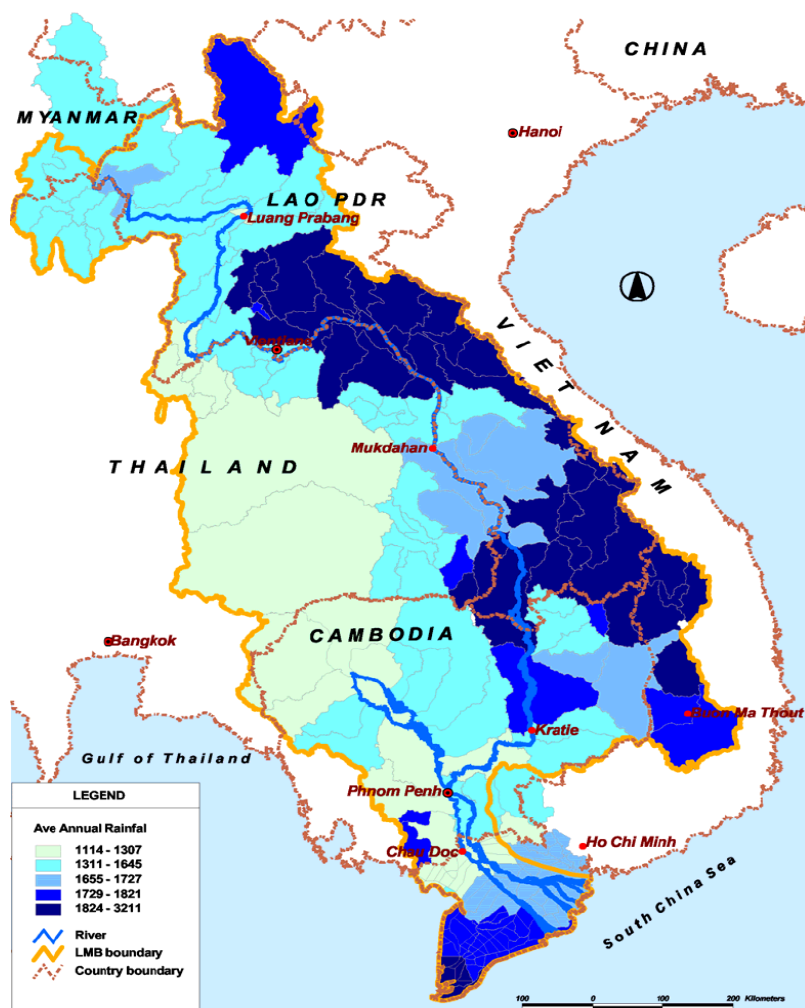 CHINA
MYANMAR
Hanoi
LAO PDR
Luang Prabang
VIET NAM
Vientiane
Mukdahan
THAILAND
CAMBODIA
Bangkok
Buon Ma Thout
Kratie
Gulf of Thailand
Phnom Penh
Ho Chi Minh
Chau Doc
South China Sea
LEGEND
Ave Annual Rainfal
1114 - 1307
1311 - 1645
1655 - 1727
1729 - 1821
1824 - 3211
River
LMB boundary
Country boundary
100 0 100 200 Kilometers